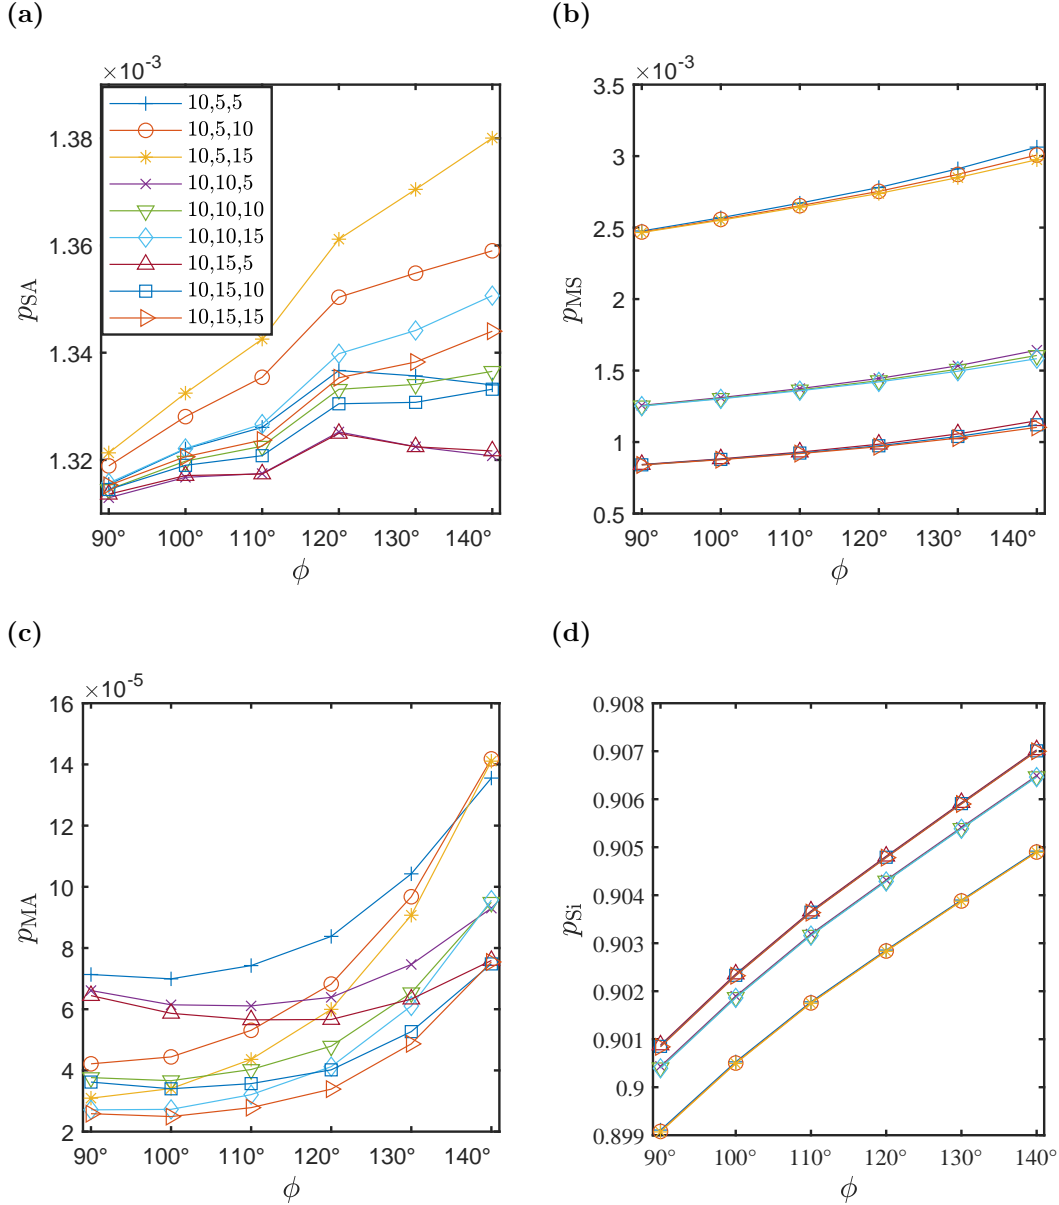 (a)
×10⁻³
1.38
1.36
1.34
1.32
p_SA
10,5,5
10,5,10
10,5,15
10,10,5
10,10,10
10,10,15
10,15,5
10,15,10
10,15,15
90° 100° 110° 120° 130° 140°
ϕ
(b)
×10⁻³
3.5
3
2.5
2
1.5
1
0.5
p_MS
90° 100° 110° 120° 130° 140°
ϕ
(c)
×10⁻⁵
16
14
12
10
8
6
4
2
p_MA
90° 100° 110° 120° 130° 140°
ϕ
(d)
0.908
0.907
0.906
0.905
0.904
0.903
0.902
0.901
0.9
0.899
p_Si
90° 100° 110° 120° 130° 140°
ϕ